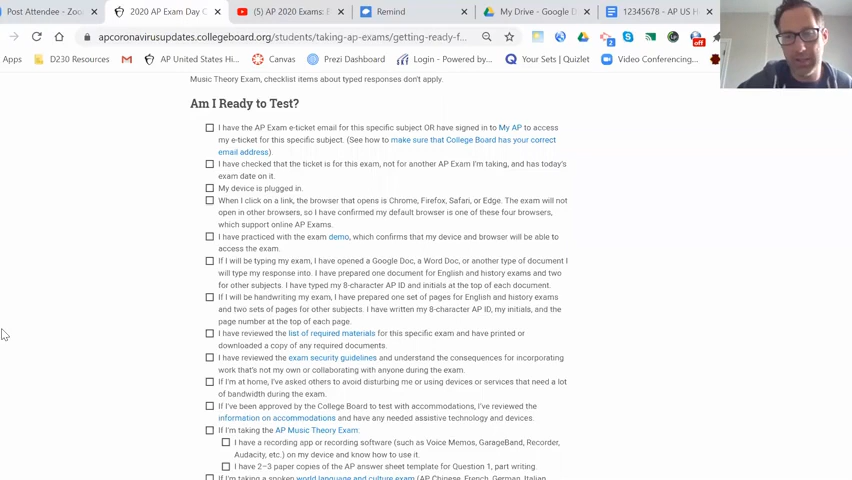 Post Attendee - Zoo
2020 AP Exam Day C
(5) AP 2020 Exams: F
Remind
My Drive - Google D
12345678 - AP US H
apcoronavirusupdates.collegeboard.org/students/taking-ap-exams/getting-ready-f...
Apps
D230 Resources
AP United States Hi...
Canvas
Prezi Dashboard
Login - Powered by...
Your Sets | Quizlet
Video Conferencing,...
off
Music Theory Exam, checklist items about typed responses don't apply.
Am I Ready to Test?
I have the AP Exam e-ticket email for this specific subject OR have signed in to My AP to access
my e-ticket for this specific subject. (See how to make sure that College Board has your correct
email address).
I have checked that the ticket is for this exam, not for another AP Exam I'm taking, and has today's
exam date on it.
My device is plugged in.
When I click on a link, the browser that opens is Chrome, Firefox, Safari, or Edge. The exam will not
open in other browsers, so I have confirmed my default browser is one of these four browsers,
which support online AP Exams.
I have practiced with the exam demo, which confirms that my device and browser will be able to
access the exam.
If I will be typing my exam, I have opened a Google Doc, a Word Doc, or another type of document I
will type my response into. I have prepared one document for English and history exams and two
for other subjects. I have typed my 8-character AP ID and initials at the top of each document.
If I will be handwriting my exam, I have prepared one set of pages for English and history exams
and two sets of pages for other subjects. I have written my 8-character AP ID, my initials, and the
page number at the top of each page.
I have reviewed the list of required materials for this specific exam and have printed or
downloaded a copy of any required documents.
I have reviewed the exam security guidelines and understand the consequences for incorporating
work that's not my own or collaborating with anyone during the exam.
If I'm at home, I've asked others to avoid disturbing me or using devices or services that need a lot
of bandwidth during the exam.
If I've been approved by the College Board to test with accommodations, I've reviewed the
information on accommodations and have any needed assistive technology and devices.
If I'm taking the AP Music Theory Exam:
I have a recording app or recording software (such as Voice Memos, GarageBand, Recorder,
Audacity, etc.) on my device and know how to use it.
I have 2–3 paper copies of the AP answer sheet template for Question 1, part writing.
If I'm taking a spoken world language and culture exam (AP Chinese, French, German, Italian